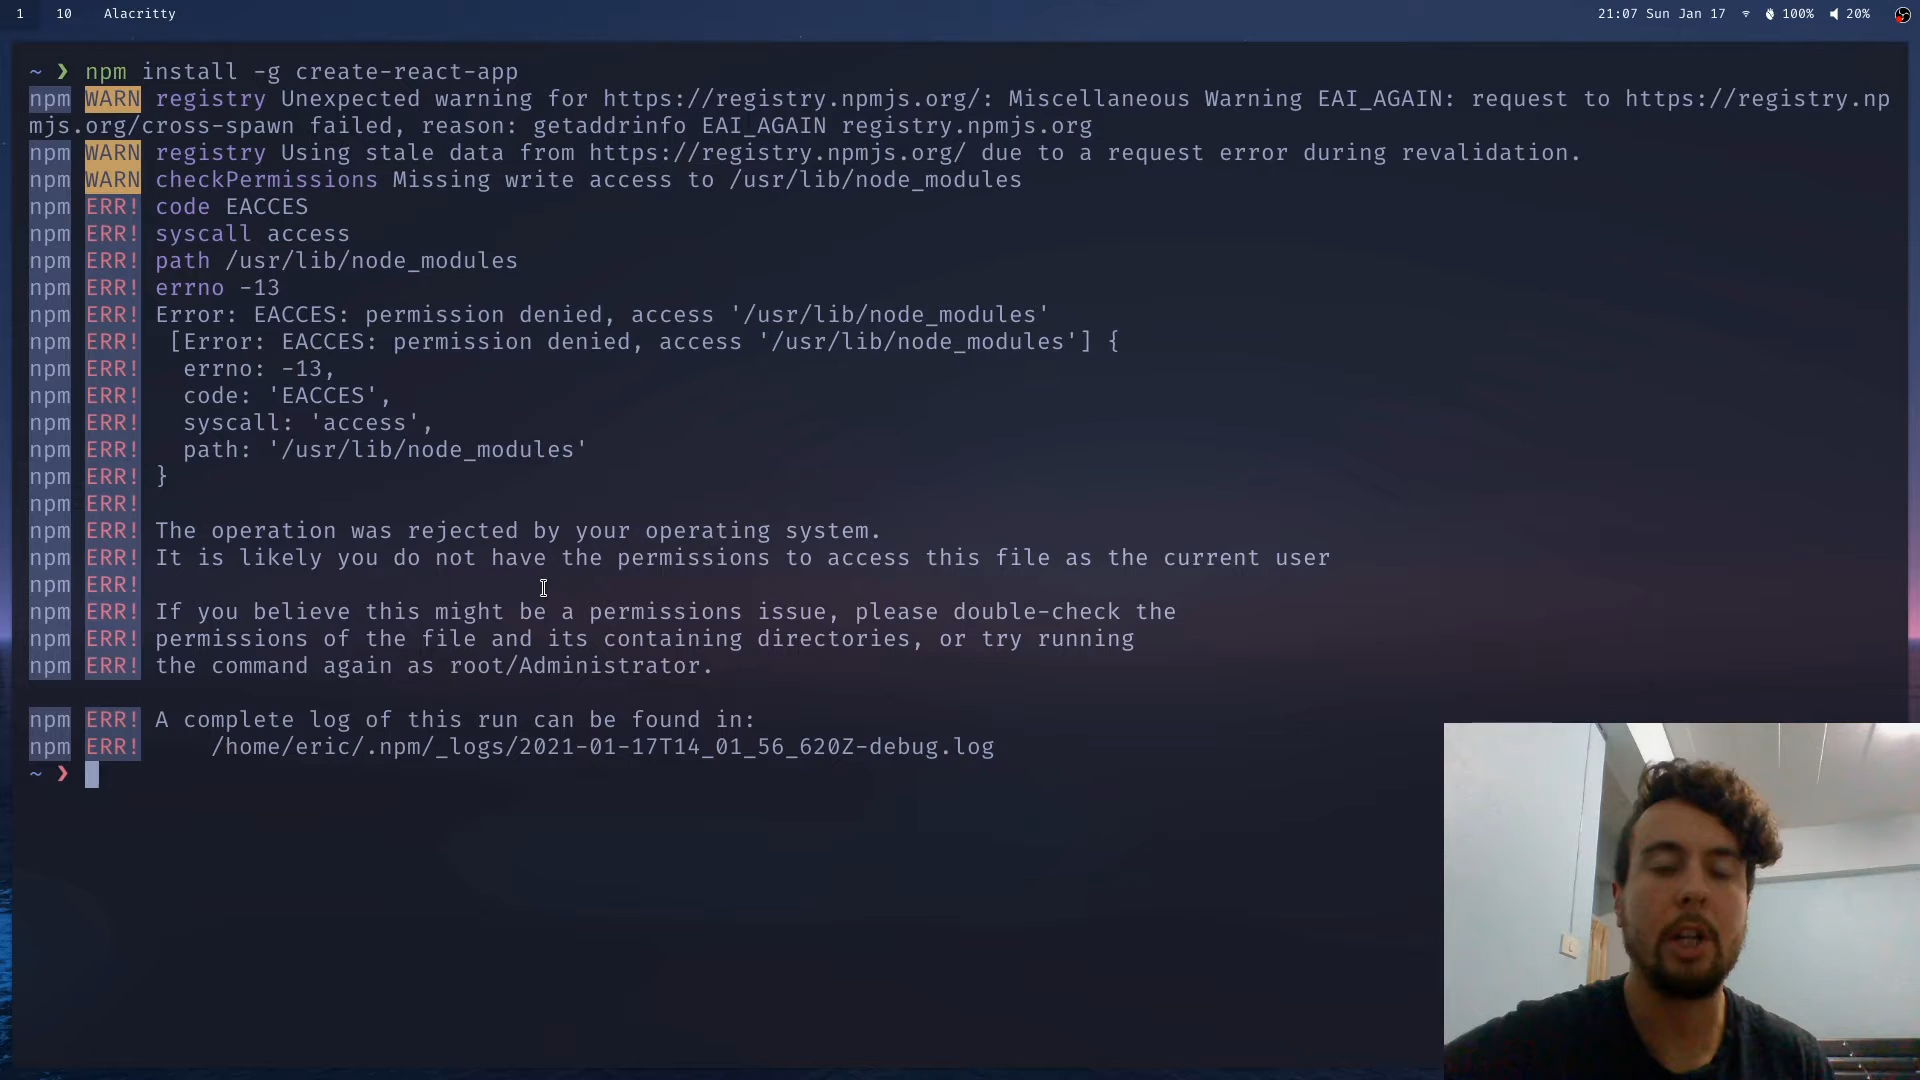 1 10 Alacritty 21:07 Sun Jan 17 100% 20%
~ ❯ npm install -g create-react-app
npm WARN registry Unexpected warning for https://registry.npmjs.org/: Miscellaneous Warning EAI_AGAIN: request to https://registry.np
mjs.org/cross-spawn failed, reason: getaddrinfo EAI_AGAIN registry.npmjs.org
npm WARN registry Using stale data from https://registry.npmjs.org/ due to a request error during revalidation.
npm WARN checkPermissions Missing write access to /usr/lib/node_modules
npm ERR! code EACCES
npm ERR! syscall access
npm ERR! path /usr/lib/node_modules
npm ERR! errno -13
npm ERR! Error: EACCES: permission denied, access '/usr/lib/node_modules'
npm ERR!  [Error: EACCES: permission denied, access '/usr/lib/node_modules'] {
npm ERR!   errno: -13,
npm ERR!   code: 'EACCES',
npm ERR!   syscall: 'access',
npm ERR!   path: '/usr/lib/node_modules'
npm ERR! }
npm ERR!
npm ERR! The operation was rejected by your operating system.
npm ERR! It is likely you do not have the permissions to access this file as the current user
npm ERR!
npm ERR! If you believe this might be a permissions issue, please double-check the
npm ERR! permissions of the file and its containing directories, or try running
npm ERR! the command again as root/Administrator.
npm ERR! A complete log of this run can be found in:
npm ERR!     /home/eric/.npm/_logs/2021-01-17T14_01_56_620Z-debug.log
~ ❯